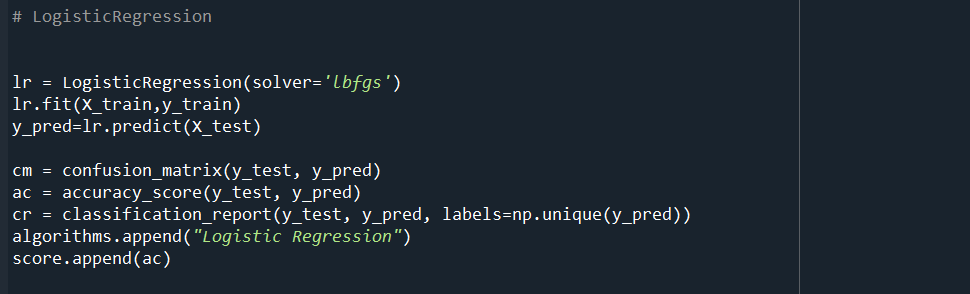 # LogisticRegression
lr = LogisticRegression(solver='lbfgs')
lr.fit(X_train,y_train)
y_pred=lr.predict(X_test)
cm = confusion_matrix(y_test, y_pred)
ac = accuracy_score(y_test, y_pred)
cr = classification_report(y_test, y_pred, labels=np.unique(y_pred))
algorithms.append("Logistic Regression")
score.append(ac)